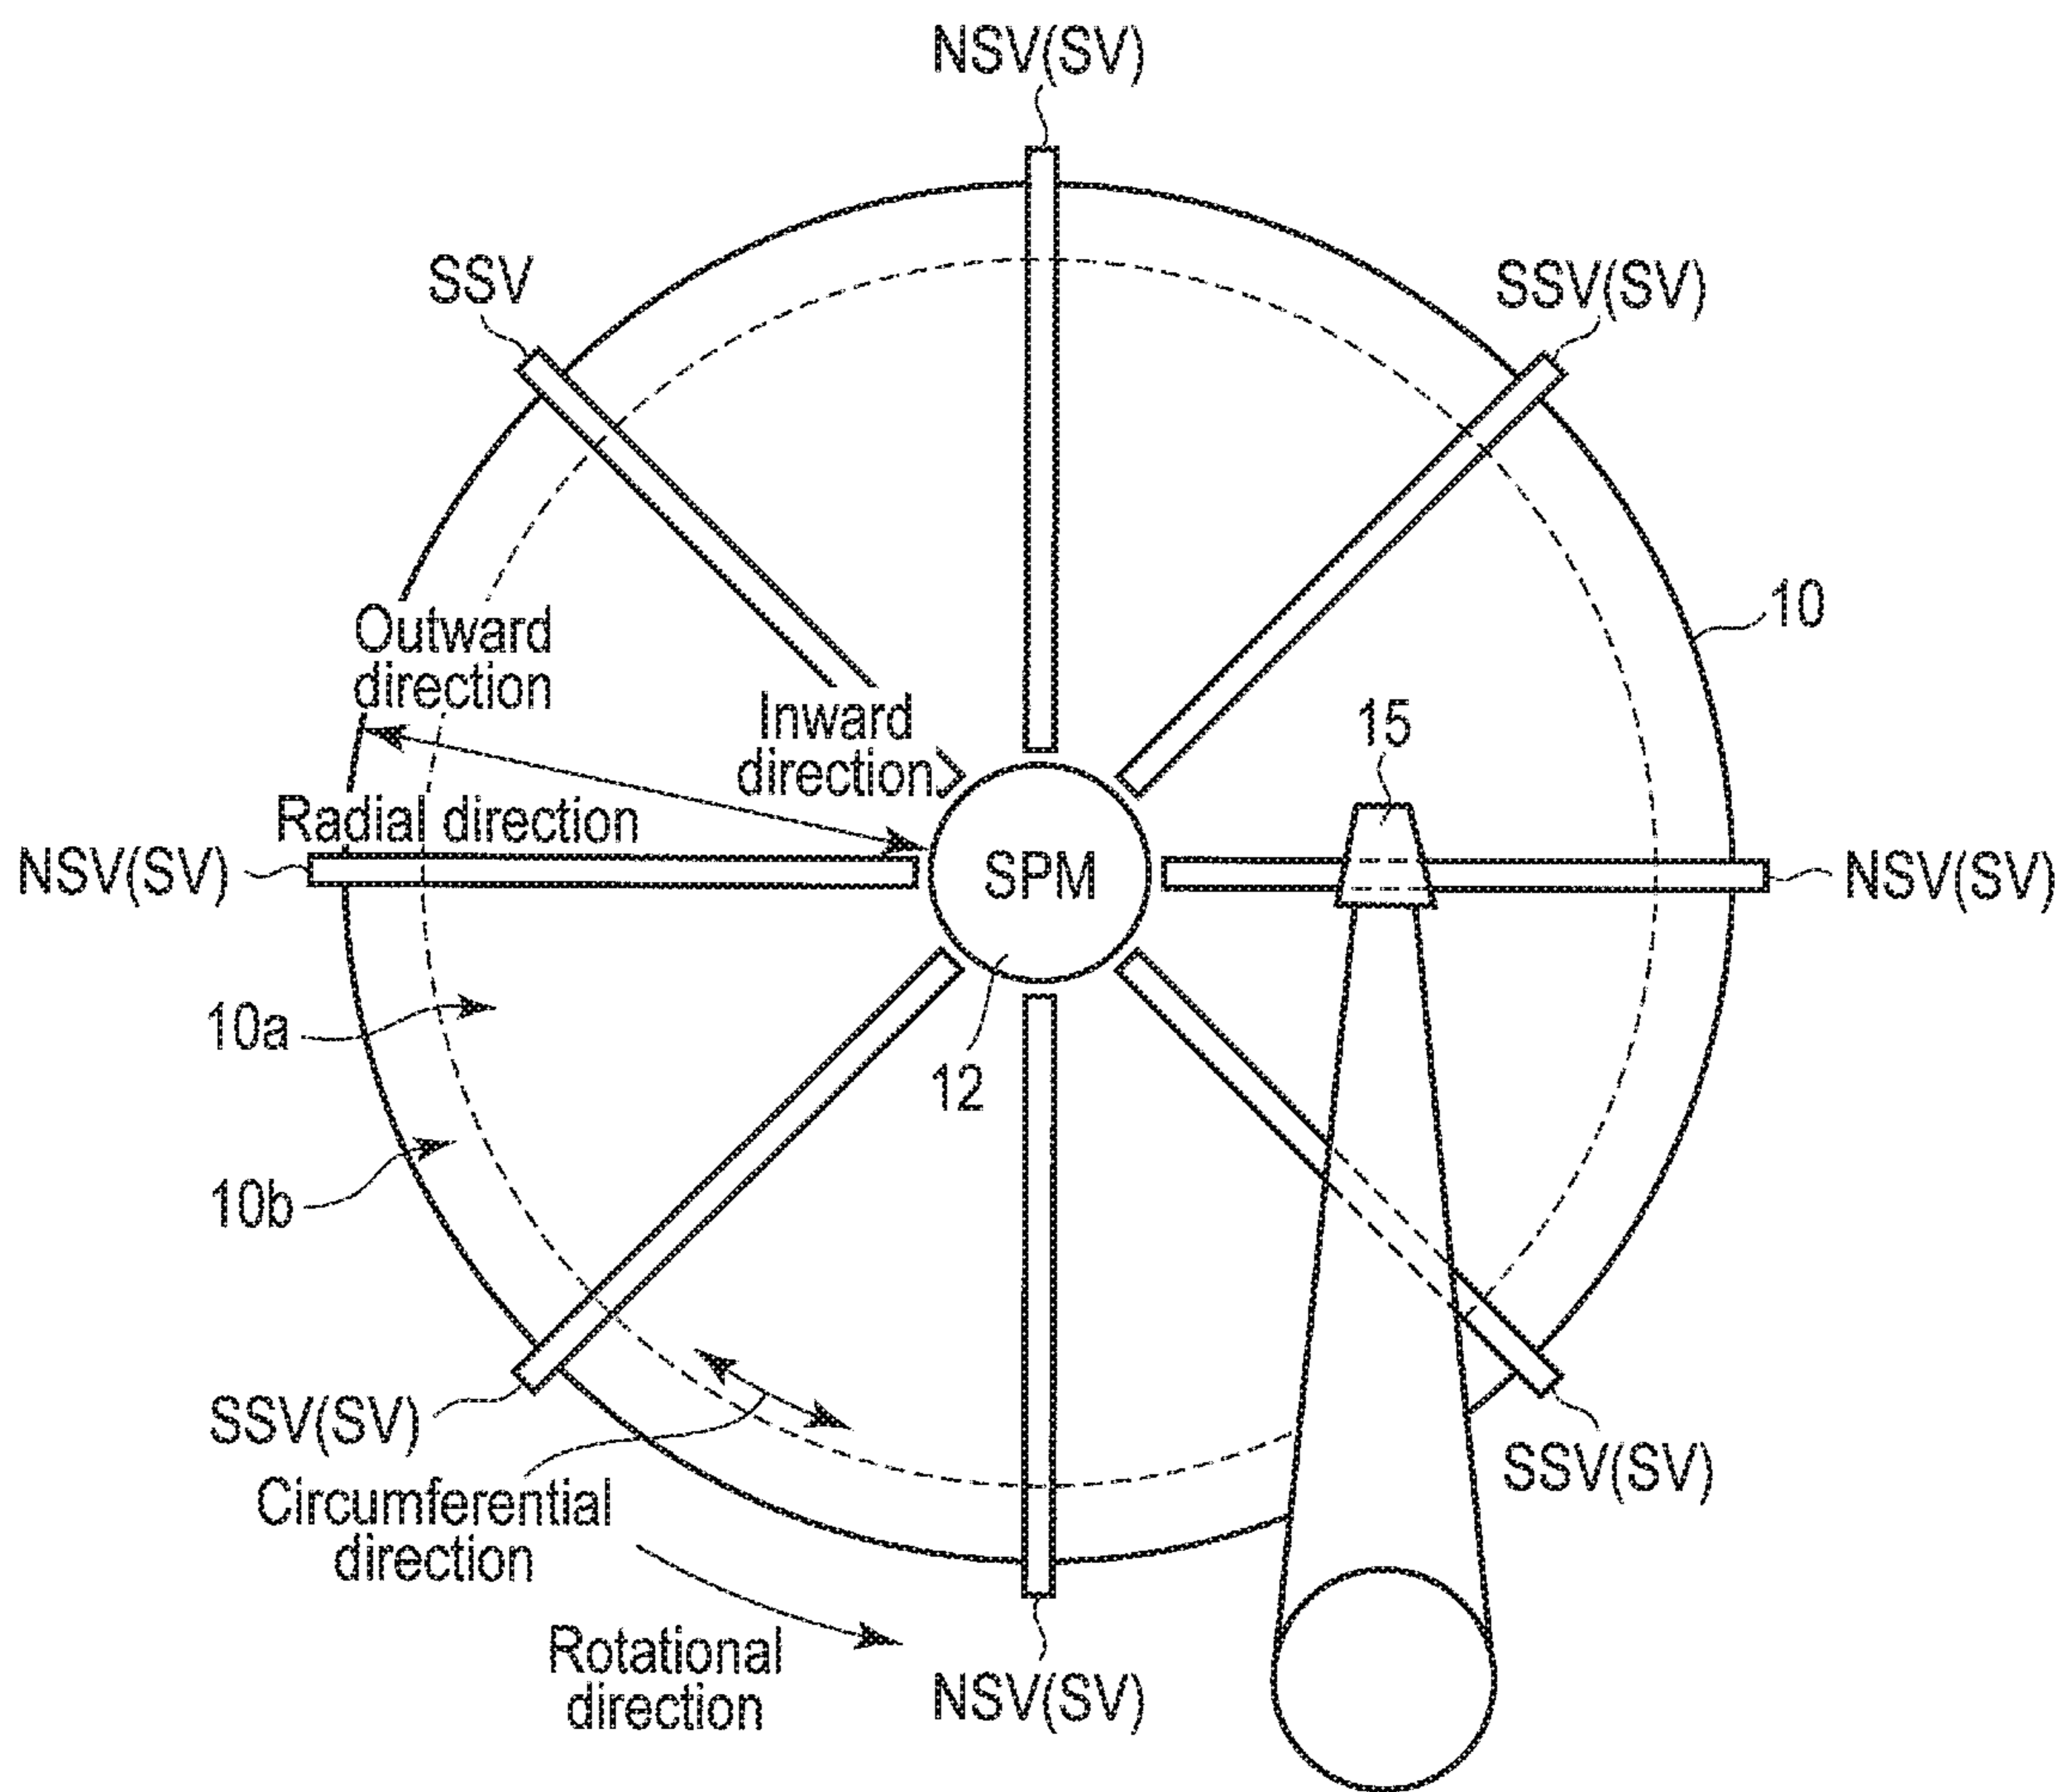 NSV(SV)
SSV
SSV(SV)
10
Outward
direction
Inward
direction
15
Radial direction
NSV(SV)
SPM
NSV(SV)
10a
12
10b
SSV(SV)
SSV(SV)
Circumferential
direction
Rotational
direction
NSV(SV)